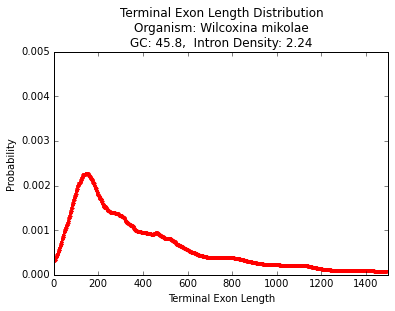 Terminal Exon Length Distribution
Organism: Wilcoxina mikolae
GC: 45.8,  Intron Density: 2.24
0.005
0.004
0.003
0.002
0.001
0.000
Probability
0 200 400 600 800 1000 1200 1400
Terminal Exon Length